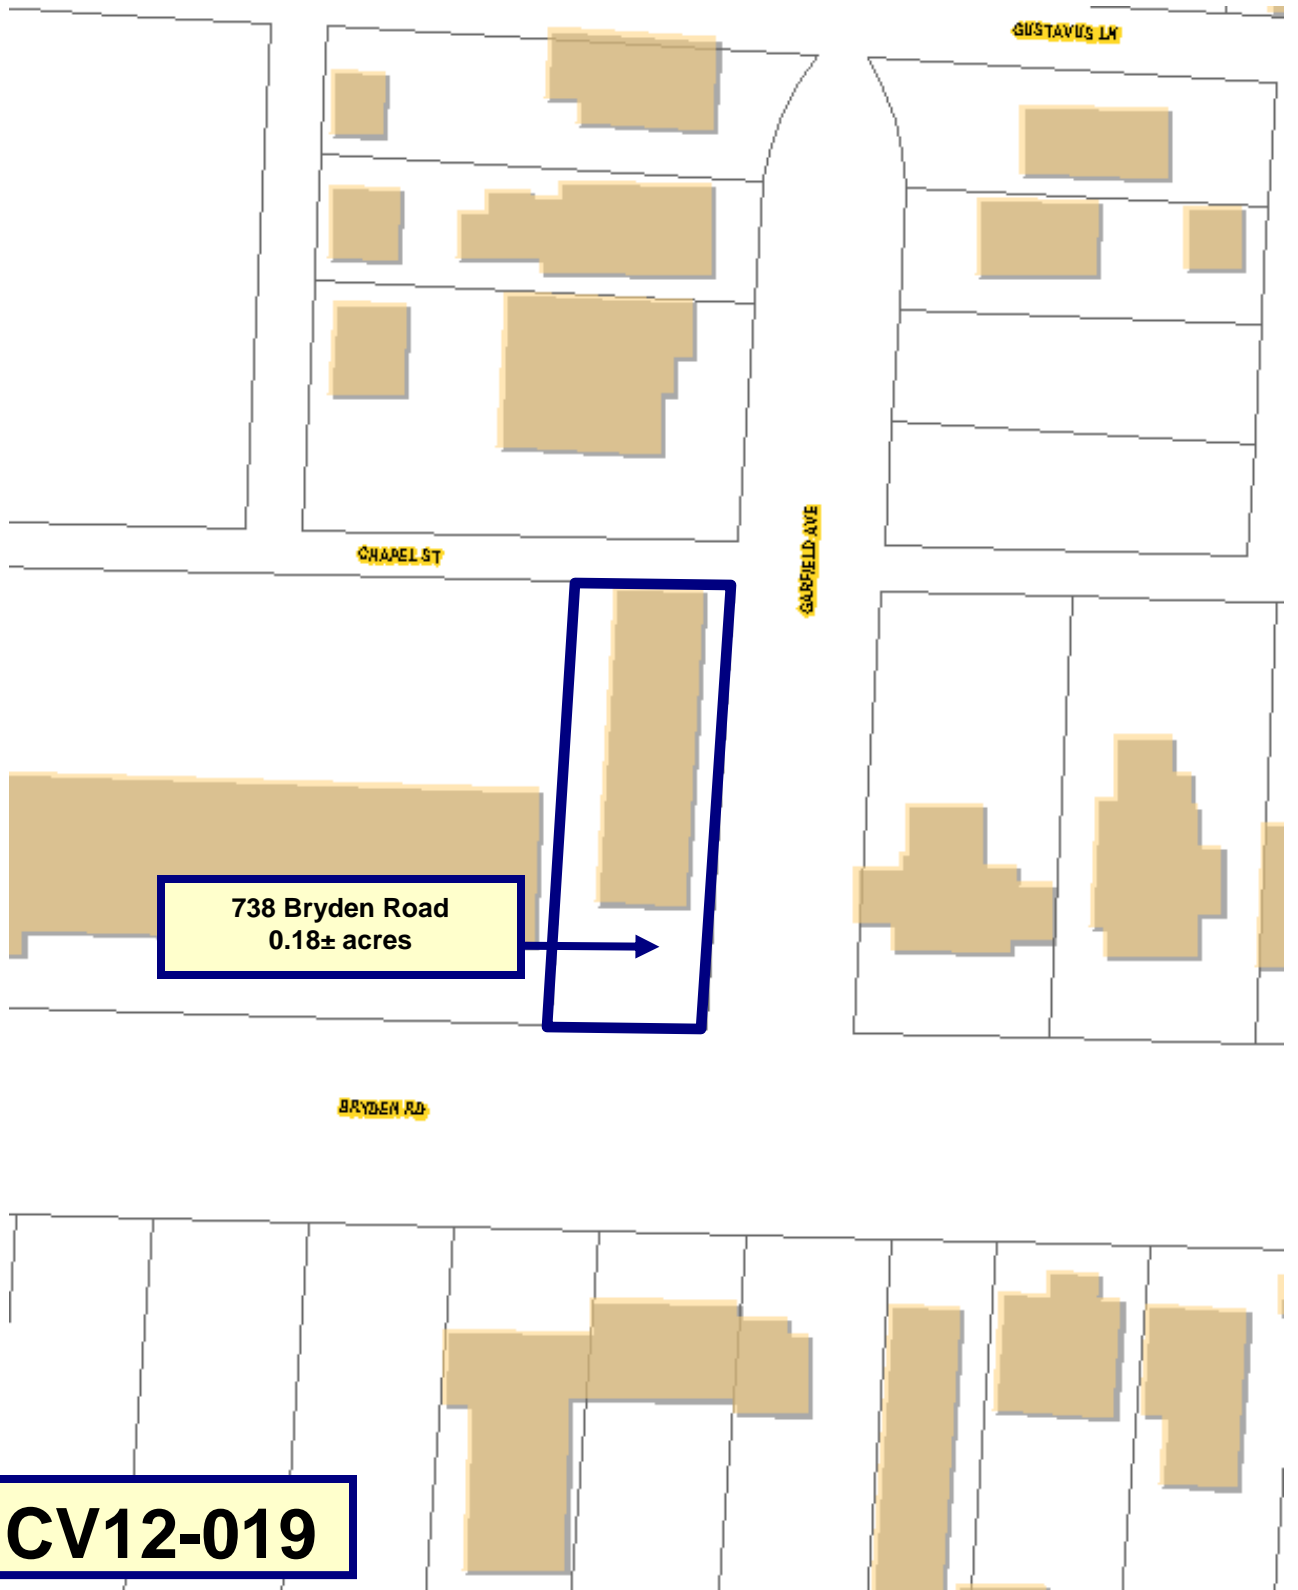 GUSTAVUS LN
CHAPEL ST
GARFIELD AVE
738 Bryden Road
0.18± acres
BRYDEN RD
CV12-019